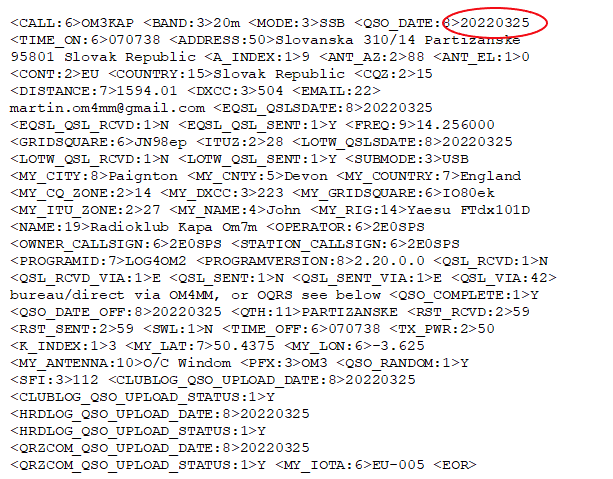 <CALL:6>OM3KAP <BAND:3>20m <MODE:3>SSB <QSO_DATE:8>20220325
<TIME_ON:6>070738 <ADDRESS:50>Slovanska 310/14 Partizanske
95801 Slovak Republic <A_INDEX:1>9 <ANT_AZ:2>88 <ANT_EL:1>0
<CONT:2>EU <COUNTRY:15>Slovak Republic <CQZ:2>15
<DISTANCE:7>1594.01 <DXCC:3>504 <EMAIL:22>
martin.om4mm@gmail.com <EQSL_QSLSDATE:8>20220325
<EQSL_QSL_RCVD:1>N <EQSL_QSL_SENT:1>Y <FREQ:9>14.256000
<GRIDSQUARE:6>JN98ep <ITUZ:2>28 <LOTW_QSLSDATE:8>20220325
<LOTW_QSL_RCVD:1>N <LOTW_QSL_SENT:1>Y <SUBMODE:3>USB
<MY_CITY:8>Paignton <MY_CNTY:5>Devon <MY_COUNTRY:7>England
<MY_CQ_ZONE:2>14 <MY_DXCC:3>223 <MY_GRIDSQUARE:6>IO80ek
<MY_ITU_ZONE:2>27 <MY_NAME:4>John <MY_RIG:14>Yaesu FTdx101D
<NAME:19>Radioklub Kapa Om7m <OPERATOR:6>2E0SPS
<OWNER_CALLSIGN:6>2E0SPS <STATION_CALLSIGN:6>2E0SPS
<PROGRAMID:7>LOG4OM2 <PROGRAMVERSION:8>2.20.0.0 <QSL_RCVD:1>N
<QSL_RCVD_VIA:1>E <QSL_SENT:1>N <QSL_SENT_VIA:1>E <QSL_VIA:42>
bureau/direct via OM4MM, or OQRS see below <QSO_COMPLETE:1>Y
<QSO_DATE_OFF:8>20220325 <QTH:11>PARTIZANSKE <RST_RCVD:2>59
<RST_SENT:2>59 <SWL:1>N <TIME_OFF:6>070738 <TX_PWR:2>50
<K_INDEX:1>3 <MY_LAT:7>50.4375 <MY_LON:6>-3.625
<MY_ANTENNA:10>O/C Windom <PFX:3>OM3 <QSO_RANDOM:1>Y
<SFI:3>112 <CLUBLOG_QSO_UPLOAD_DATE:8>20220325
<CLUBLOG_QSO_UPLOAD_STATUS:1>Y
<HRDLOG_QSO_UPLOAD_DATE:8>20220325
<HRDLOG_QSO_UPLOAD_STATUS:1>Y
<QRZCOM_QSO_UPLOAD_DATE:8>20220325
<QRZCOM_QSO_UPLOAD_STATUS:1>Y <MY_IOTA:6>EU-005 <EOR>